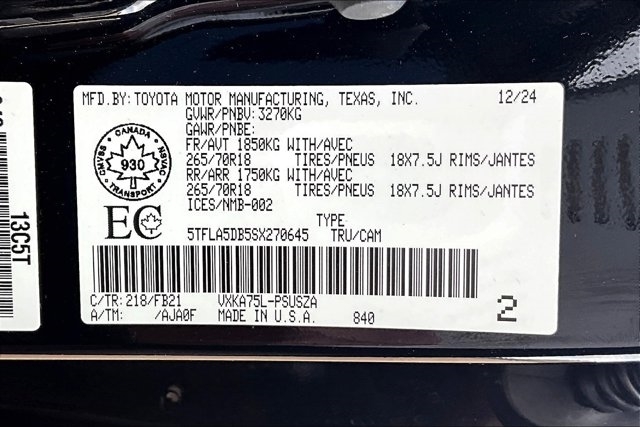 MFD.BY: TOYOTA MOTOR MANUFACTURING, TEXAS, INC. 12/24
GVWR/PNBV: 3270KG
GAWR/PNBE:
FR/AVT 1850KG WITH/AVEC
265/70R18 TIRES/PNEUS 18X7.5J RIMS/JANTES
RR/ARR 1750KG WITH/AVEC
265/70R18 TIRES/PNEUS 18X7.5J RIMS/JANTES
ICES/NMB-002
CANADA
CMVSS 930 NSVAC
TRANSPORT
EC
TYPE
5TFLA5DB5SX270645 TRU/CAM
C/TR: 218/FB21 VXKA75L-PSUSZA
A/TM: /AJA0F MADE IN U.S.A. 840
2
13C5T